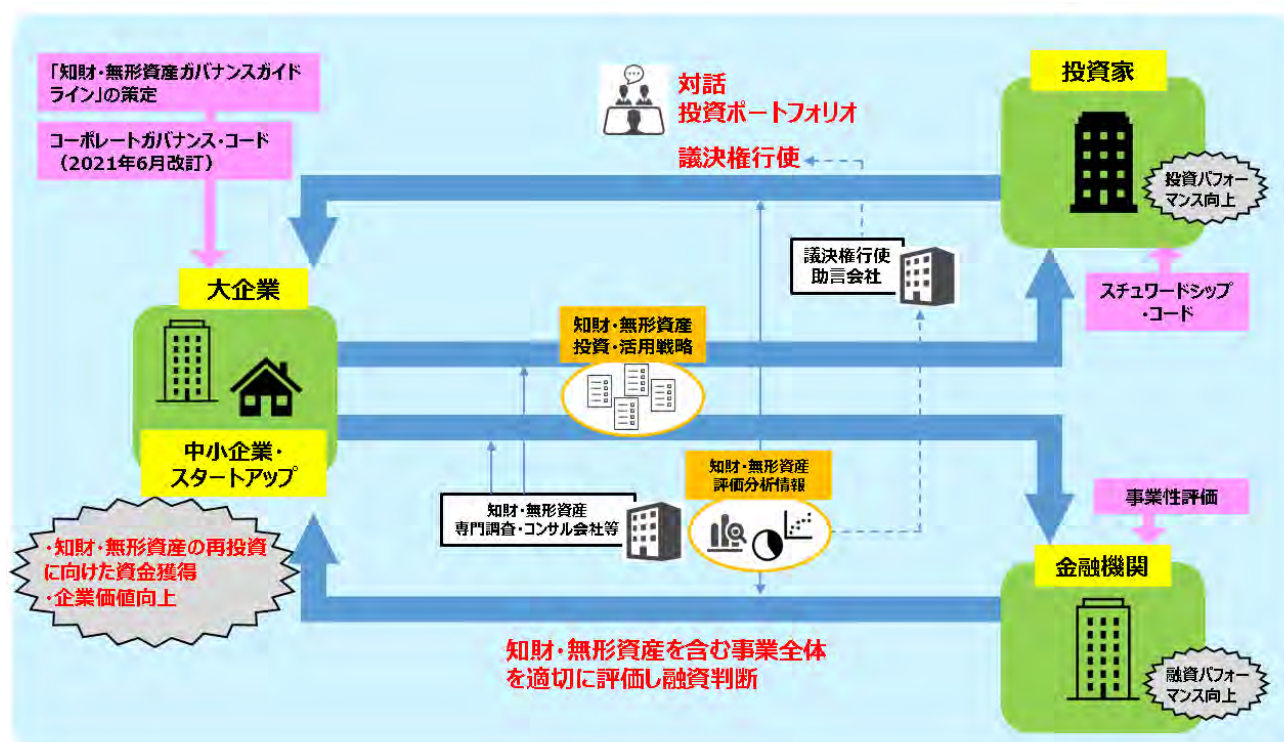 「知財・無形資産ガバナンスガイド
ライン」の策定
コーポレートガバナンス・コード
（2021年6月改訂）
対話
投資ポートフォリオ
議決権行使
投資家
投資パフォー
マンス向上
議決権行使
助言会社
スチュワードシップ
・コード
大企業
知財・無形資産
投資・活用戦略
中小企業・
スタートアップ
知財・無形資産
評価分析情報
知財・無形資産
専門調査・コンサル会社等
事業性評価
・知財・無形資産の再投資
に向けた資金獲得
・企業価値向上
金融機関
知財・無形資産を含む事業全体
を適切に評価し融資判断
融資パフォー
マンス向上